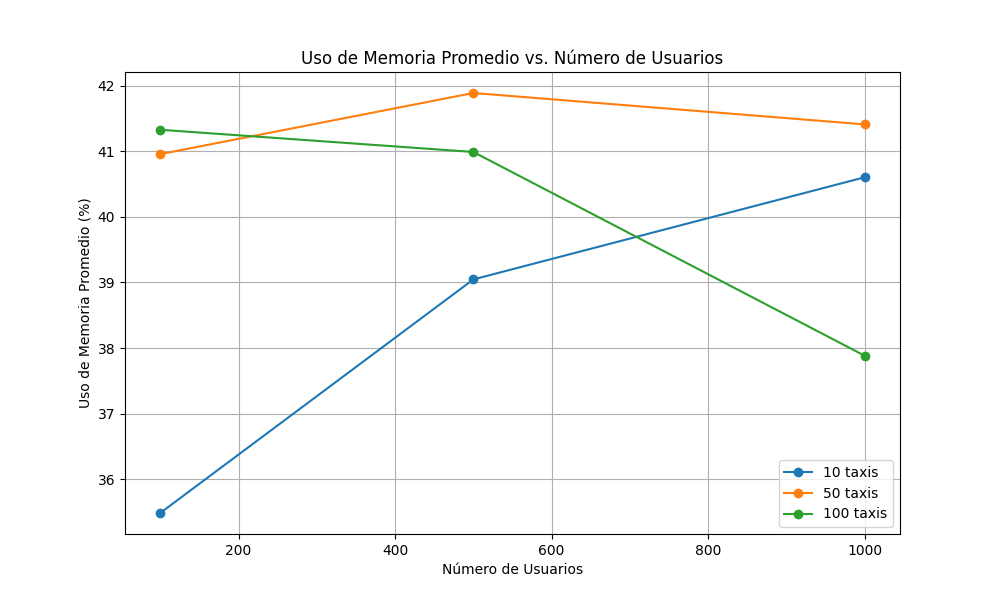 Uso de Memoria Promedio vs. Número de Usuarios
Uso de Memoria Promedio (%)
42
41
40
39
38
37
36
200
400
600
800
1000
Número de Usuarios
10 taxis
50 taxis
100 taxis